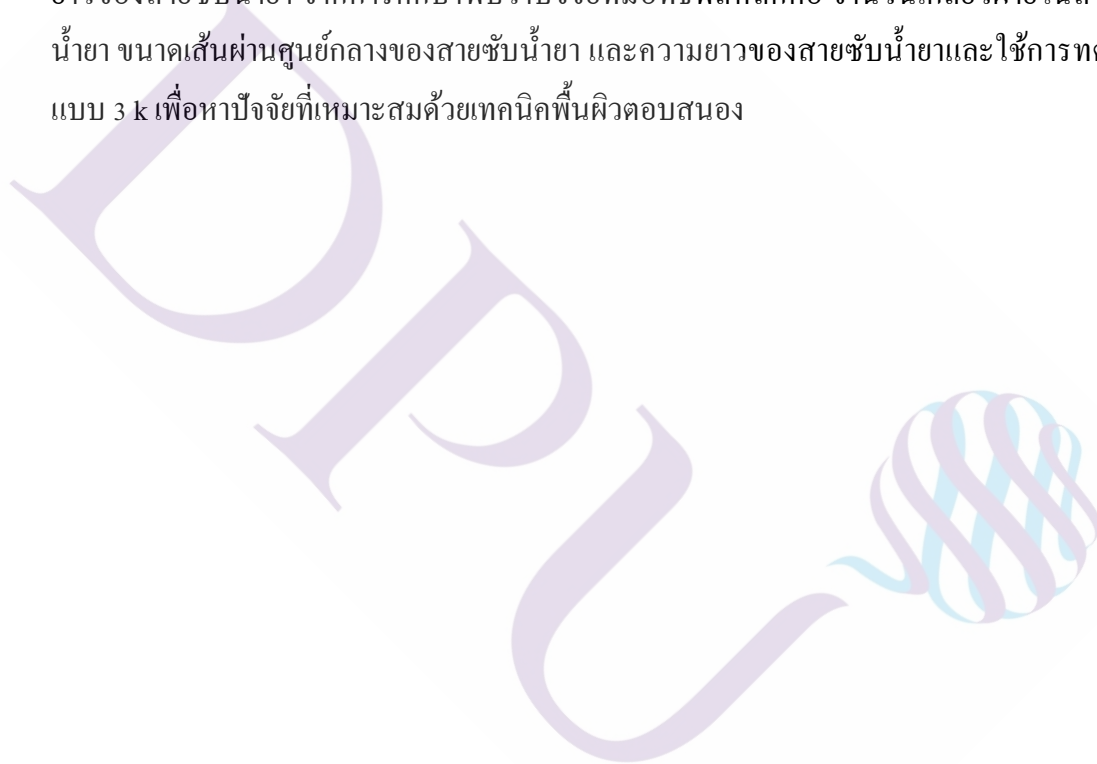 น้ำยา ขนาดเส้นผ่านศูนย์กลางของสายซับน้ำยา และความยาวของสายซับน้ำยาและใช้การทด
แบบ 3 k เพื่อหาปัจจัยที่เหมาะสมด้วยเทคนิคพื้นผิวตอบสนอง
DPU